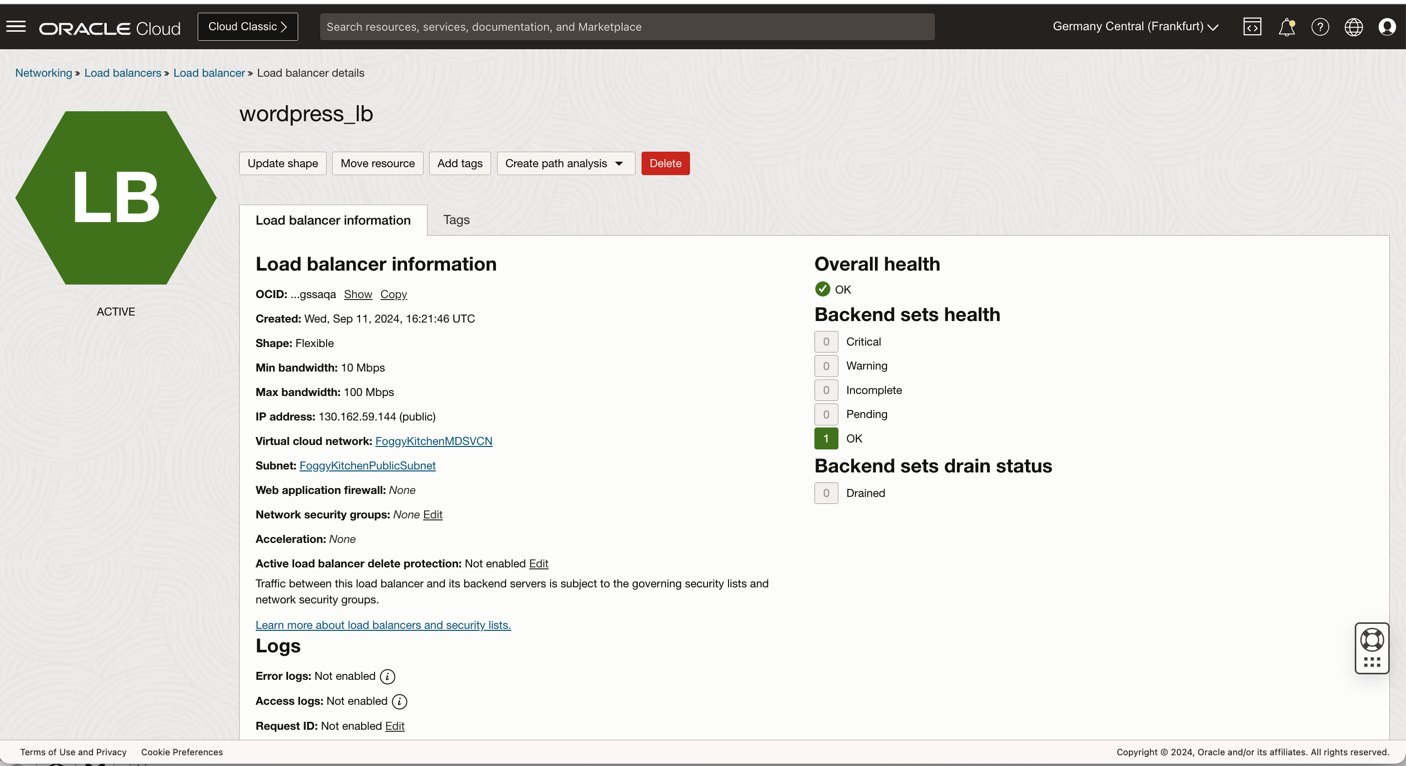 ORACLE Cloud
Cloud Classic
Search resources, services, documentation, and Marketplace
Germany Central (Frankfurt)
Networking » Load balancers » Load balancer » Load balancer details
LB
ACTIVE
wordpress_lb
Update shape
Move resource
Add tags
Create path analysis
Delete
Load balancer information
Tags
Load balancer information
OCID: ...gssaqa Show Copy
Created: Wed, Sep 11, 2024, 16:21:46 UTC
Shape: Flexible
Min bandwidth: 10 Mbps
Max bandwidth: 100 Mbps
IP address: 130.162.59.144 (public)
Virtual cloud network: FoggyKitchenMDSVCN
Subnet: FoggyKitchenPublicSubnet
Web application firewall: None
Network security groups: None Edit
Acceleration: None
Active load balancer delete protection: Not enabled Edit
Traffic between this load balancer and its backend servers is subject to the governing security lists and
network security groups.
Learn more about load balancers and security lists.
Logs
Error logs: Not enabled
Access logs: Not enabled
Request ID: Not enabled Edit
Overall health
OK
Backend sets health
0 Critical
0 Warning
0 Incomplete
0 Pending
1 OK
Backend sets drain status
0 Drained
Terms of Use and Privacy
Cookie Preferences
Copyright © 2024, Oracle and/or its affiliates. All rights reserved.